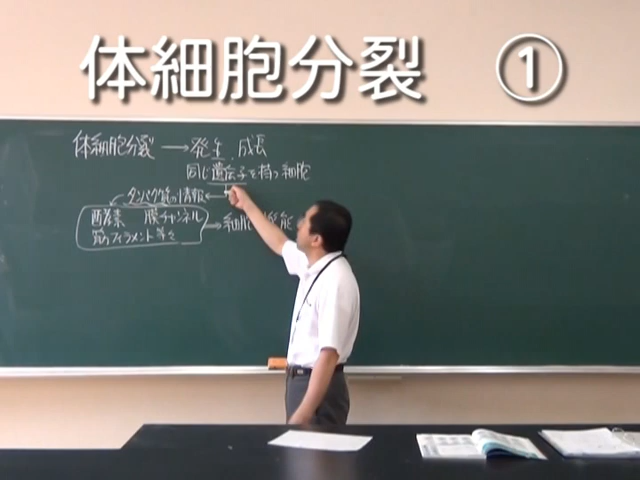 体細胞分裂 ①
体細胞分裂 → 発生、成長
同じ遺伝子を持つ細胞
タンパク質の情報 ←
酵素 膜チャンネル → 細胞 機能
筋フィラメント等々